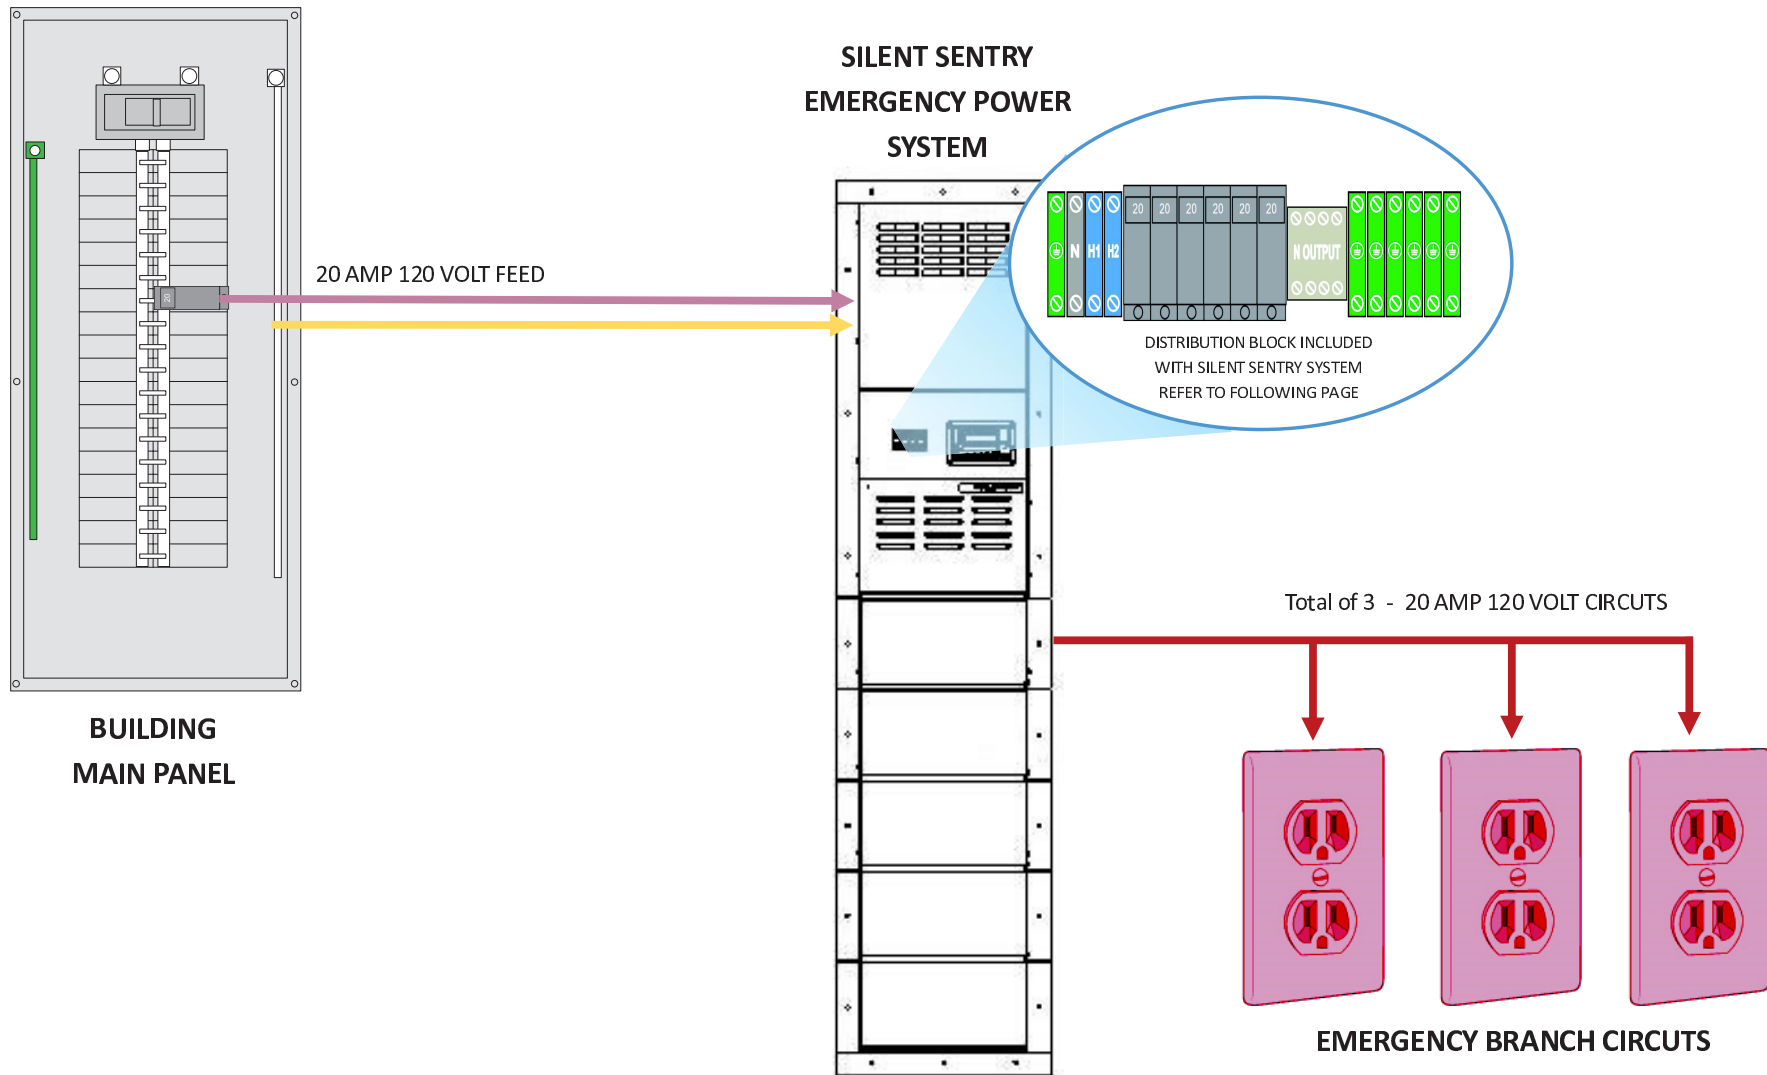 SILENT SENTRY
EMERGENCY POWER
SYSTEM
20 AMP 120 VOLT FEED
20
N
H1
H2
20
20
20
20
20
20
N OUTPUT
DISTRIBUTION BLOCK INCLUDED
WITH SILENT SENTRY SYSTEM
REFER TO FOLLOWING PAGE
Total of 3 - 20 AMP 120 VOLT CIRCUTS
BUILDING
MAIN PANEL
EMERGENCY BRANCH CIRCUTS